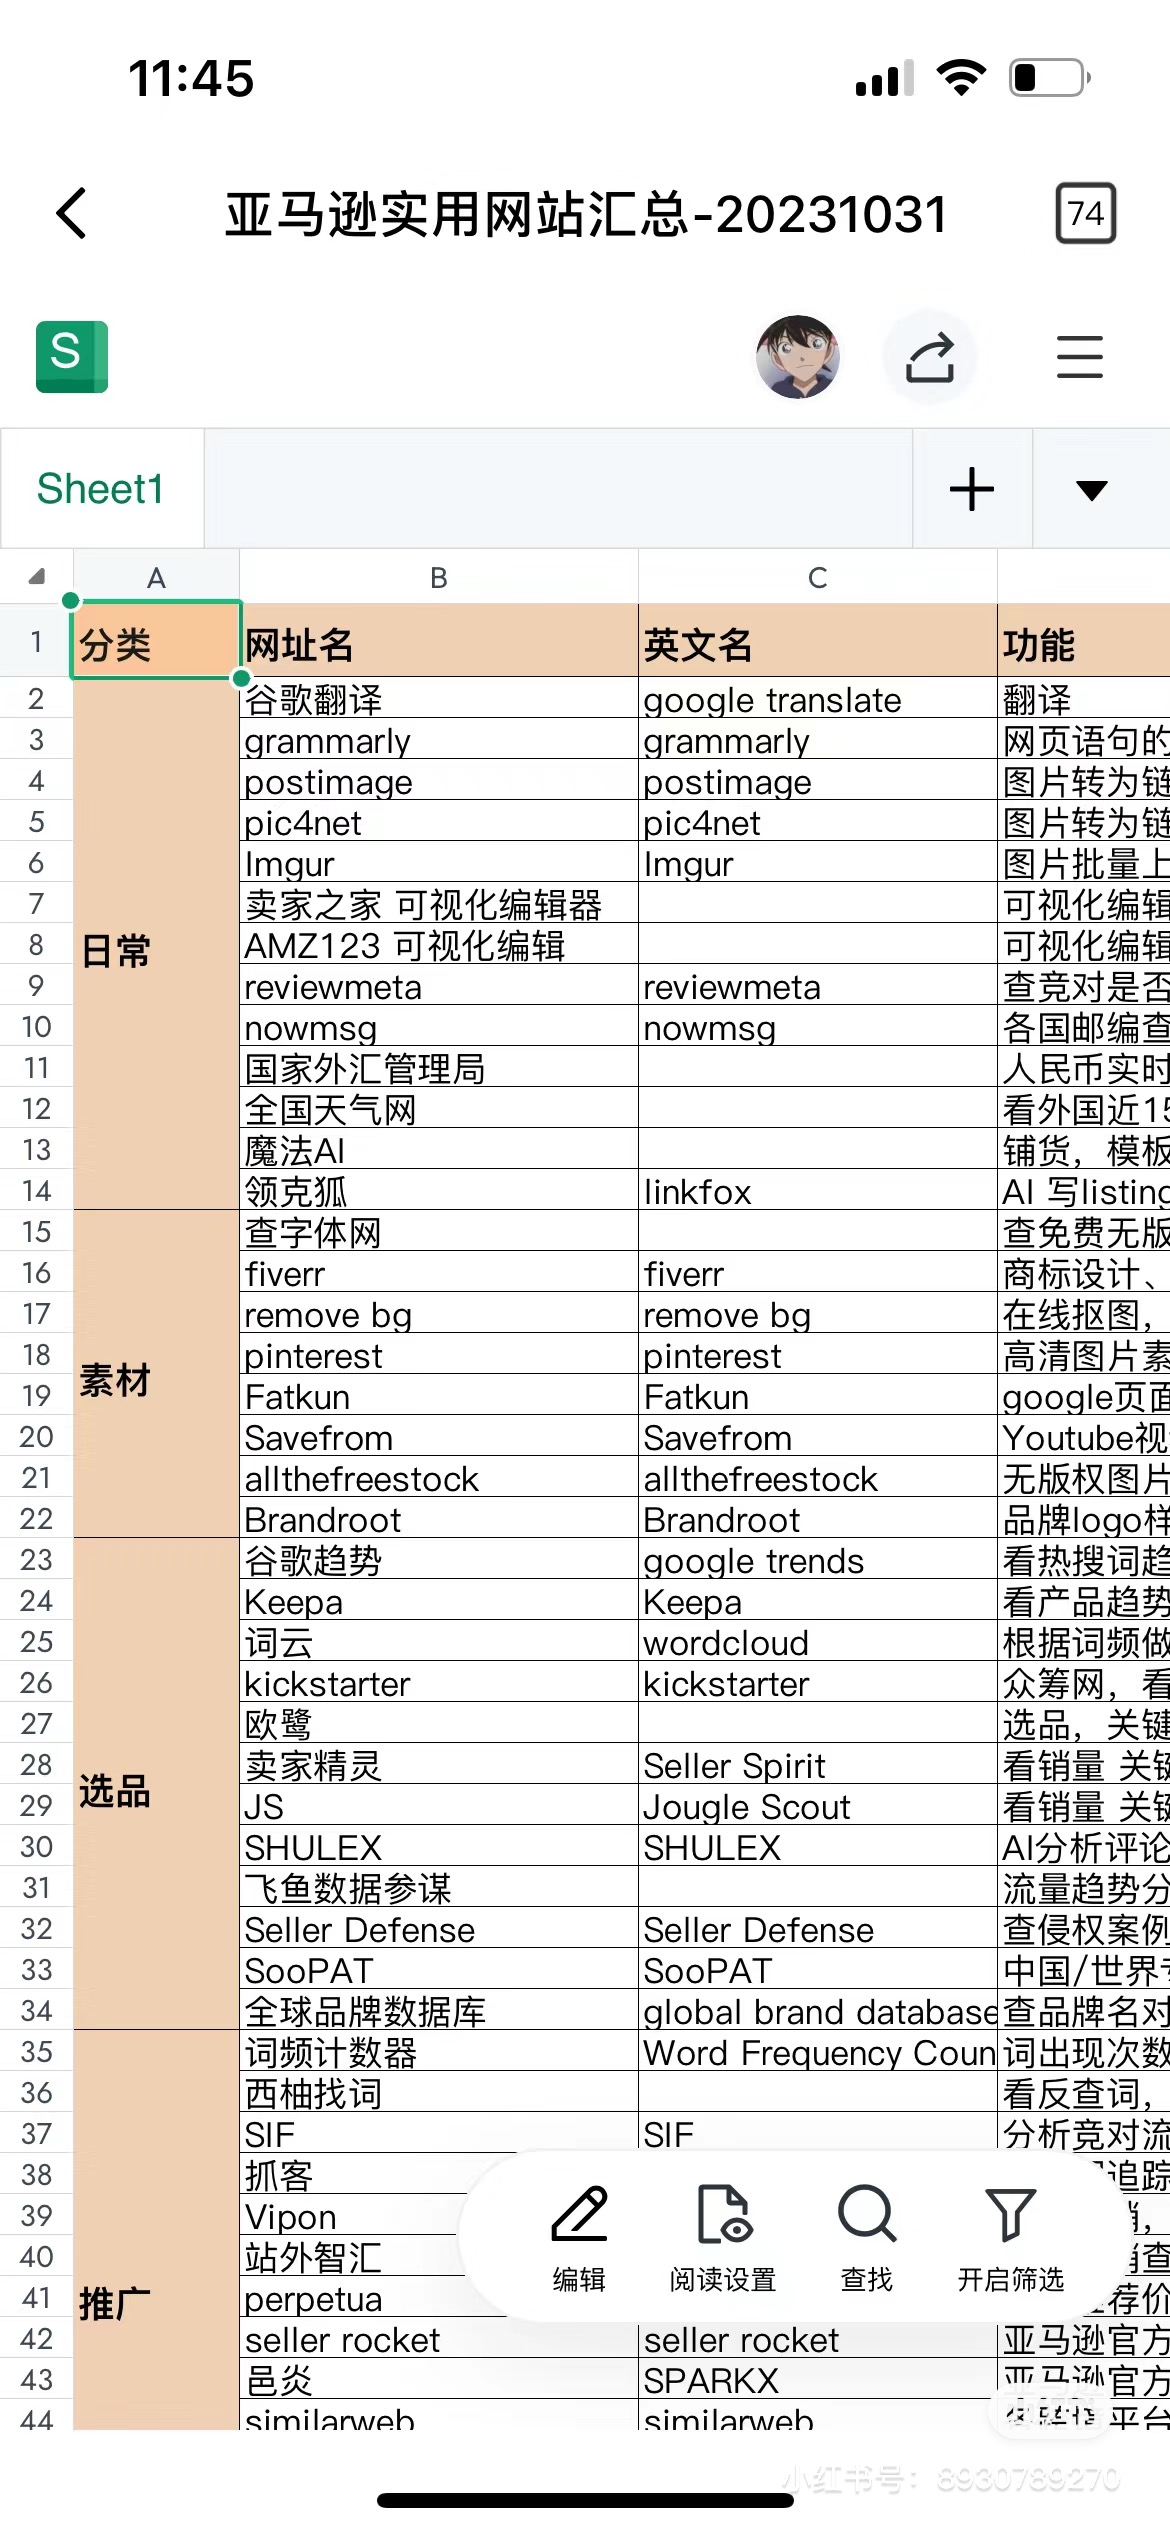 11:45
亚马逊实用网站汇总-20231031
74
S
Sheet1
A B C
1 分类 网址名 英文名 功能
2 谷歌翻译 google translate 翻译
3 grammarly grammarly 网页语句的
4 postimage postimage 图片转为链
5 pic4net pic4net 图片转为链
6 Imgur Imgur 图片批量上
7 卖家之家 可视化编辑器 可视化编辑
8 日常 AMZ123 可视化编辑 可视化编辑
9 reviewmeta reviewmeta 查竞对是否
10 nowmsg nowmsg 各国邮编查
11 国家外汇管理局 人民币实时
12 全国天气网 看外国近15
13 魔法AI 铺货，模板
14 领克狐 linkfox AI 写listing
15 查字体网 查免费无版
16 fiverr fiverr 商标设计、
17 remove bg remove bg 在线抠图，
18 素材 pinterest pinterest 高清图片素
19 Fatkun Fatkun google页面
20 Savefrom Savefrom Youtube视
21 allthefreestock allthefreestock 无版权图片
22 Brandroot Brandroot 品牌logo样
23 谷歌趋势 google trends 看热搜词趋
24 Keepa Keepa 看产品趋势
25 词云 wordcloud 根据词频做
26 kickstarter kickstarter 众筹网，看
27 欧鹭 选品，关键
28 选品 卖家精灵 Seller Spirit 看销量 关键
29 JS Jougle Scout 看销量 关键
30 SHULEX SHULEX AI分析评论
31 飞鱼数据参谋 流量趋势分
32 Seller Defense Seller Defense 查侵权案例
33 SooPAT SooPAT 中国/世界专
34 全球品牌数据库 global brand database 查品牌名对
35 词频计数器 Word Frequency Coun 词出现次数
36 西柚找词 看反查词，
37 SIF SIF 分析竞对流
38 抓客 追踪
39 Vipon
40 站外智汇 查
41 推广 perpetua 荐价
42 seller rocket seller rocket 亚马逊官方
43 邑炎 SPARKX 亚马逊官方
44 similarweb similarweb 平台
编辑 阅读设置 查找 开启筛选
小红书号：8930789270